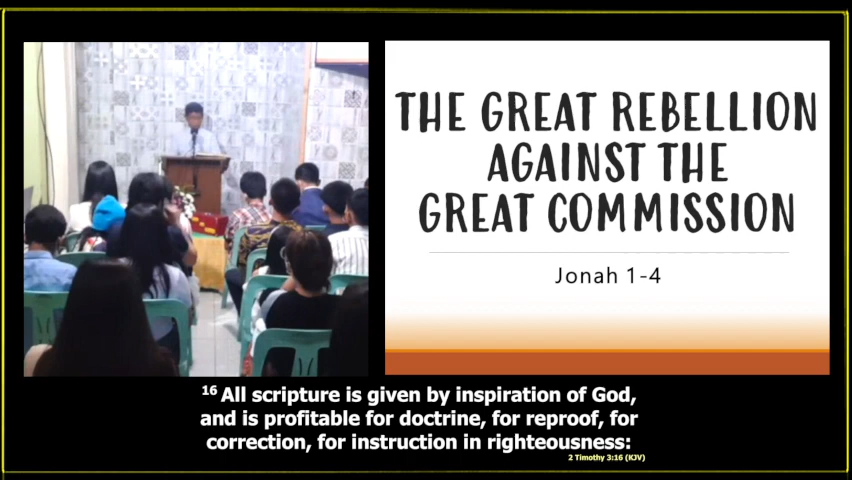 THE GREAT REBELLION
AGAINST THE
GREAT COMMISSION
Jonah 1-4
16 All scripture is given by inspiration of God,
and is profitable for doctrine, for reproof, for
correction, for instruction in righteousness:
2 Timothy 3:16 (KJV)